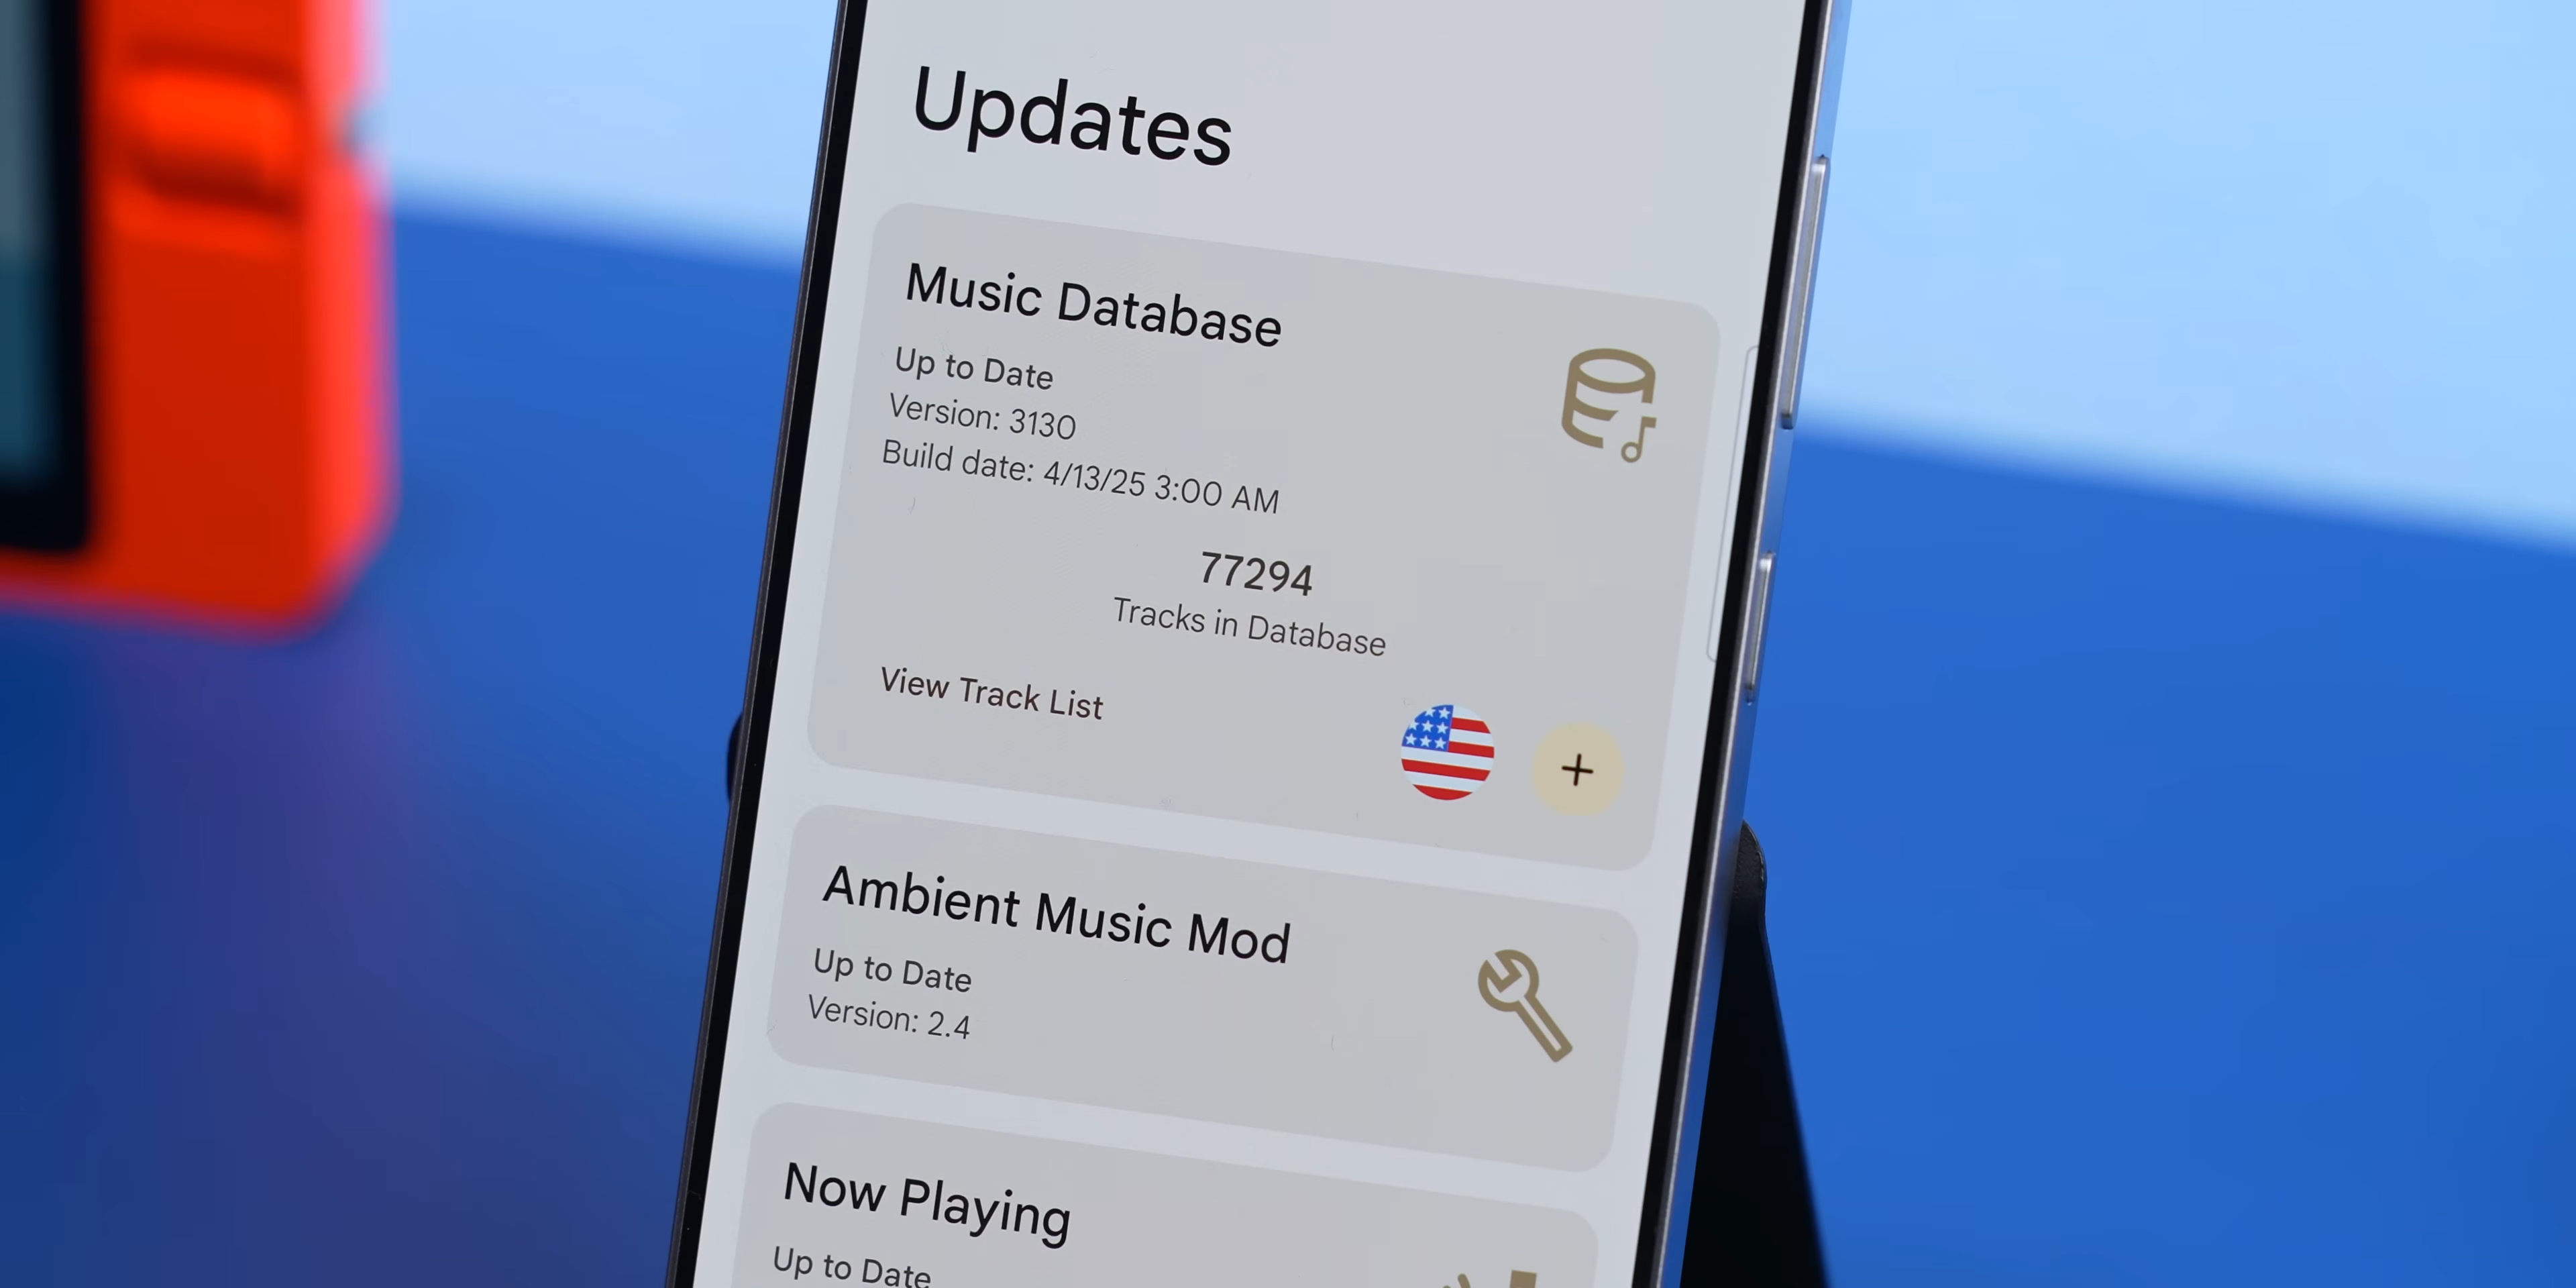 Updates
Music Database
Up to Date
Version: 3130
Build date: 4/13/25 3:00 AM
77294
Tracks in Database
View Track List
+
Ambient Music Mod
Up to Date
Version: 2.4
Now Playing
Up to Date